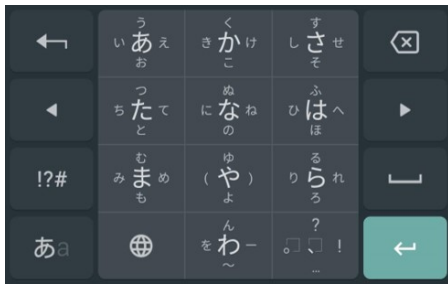 う く す
い あ え き か け し さ せ
お こ そ
つ ぬ ふ
ち た て に な ね ひ は へ
と の ほ
む ゆ る
!?# み ま め ( や ) り ら れ
も よ ろ
ん ?
あa を わ ー 。 、 !
〜 …